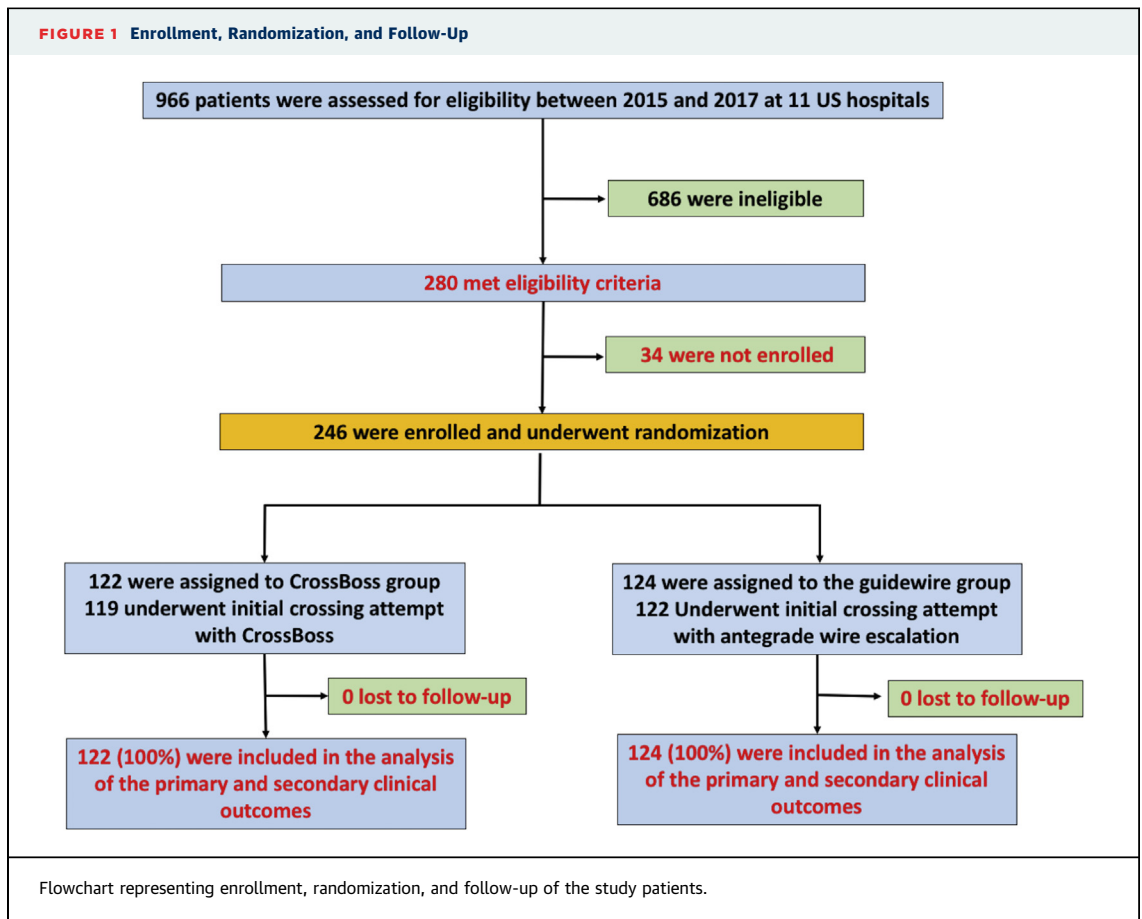 FIGURE 1 Enrollment, Randomization, and Follow-Up
966 patients were assessed for eligibility between 2015 and 2017 at 11 US hospitals
686 were ineligible
280 met eligibility criteria
34 were not enrolled
246 were enrolled and underwent randomization
122 were assigned to CrossBoss group
119 underwent initial crossing attempt
with CrossBoss
124 were assigned to the guidewire group
122 Underwent initial crossing attempt
with antegrade wire escalation
0 lost to follow-up
0 lost to follow-up
122 (100%) were included in the analysis
of the primary and secondary clinical
outcomes
124 (100%) were included in the analysis
of the primary and secondary clinical
outcomes
Flowchart representing enrollment, randomization, and follow-up of the study patients.